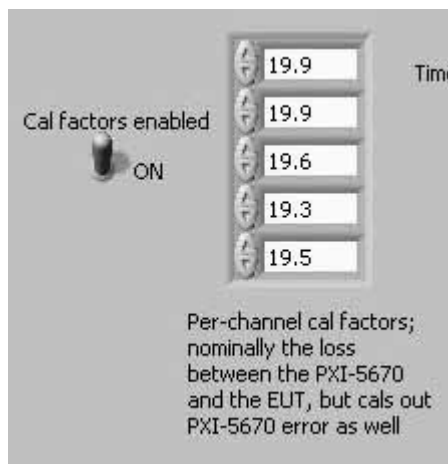 19.9
Time
19.9
Cal factors enabled
19.6
ON
19.3
19.5
Per-channel cal factors;
nominally the loss
between the PXI-5670
and the EUT, but cals out
PXI-5670 error as well